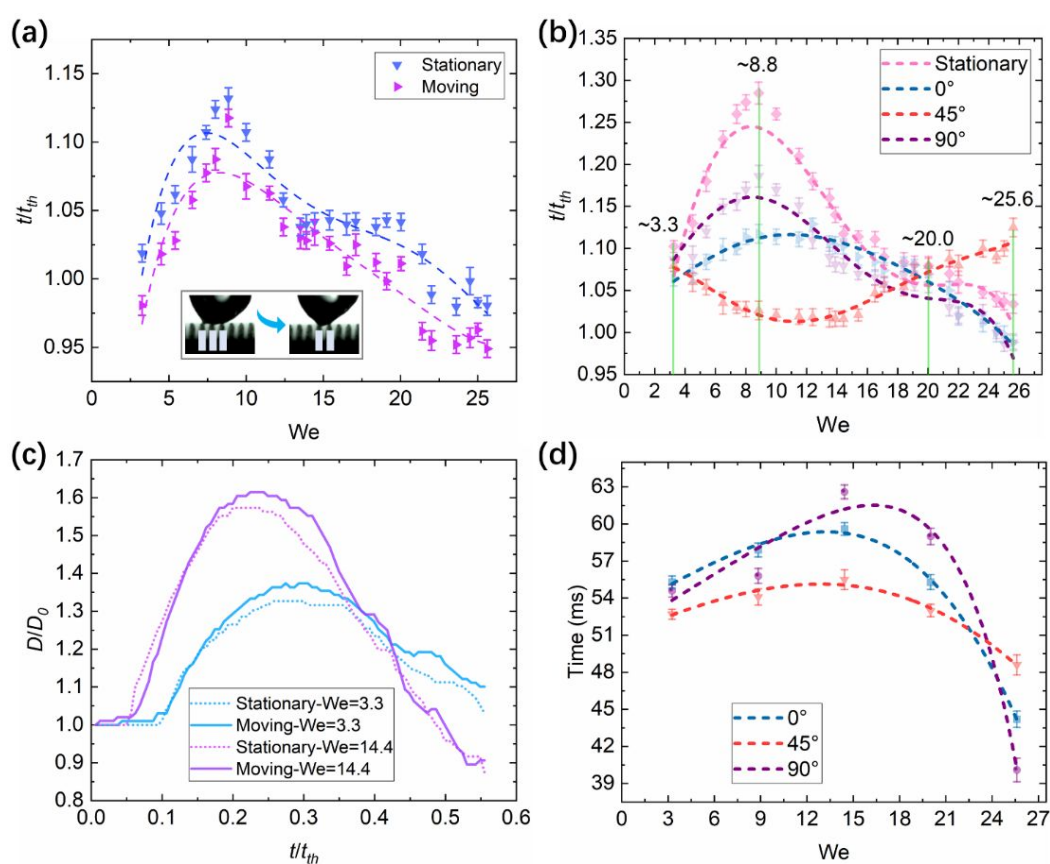 (a)
1.15
1.10
1.05
1.00
0.95
t/t_th
Stationary
Moving
0 5 10 15 20 25
We
(b)
1.35
1.30
1.25
1.20
1.15
1.10
1.05
1.00
0.95
t/t_th
Stationary
0°
45°
90°
~3.3
~8.8
~20.0
~25.6
0 2 4 6 8 10 12 14 16 18 20 22 24 26
We
(c)
1.7
1.6
1.5
1.4
1.3
1.2
1.1
1.0
0.9
0.8
D/D_0
Stationary-We=3.3
Moving-We=3.3
Stationary-We=14.4
Moving-We=14.4
0.0 0.1 0.2 0.3 0.4 0.5 0.6
t/t_th
(d)
63
60
57
54
51
48
45
42
39
Time (ms)
0°
45°
90°
0 3 6 9 12 15 18 21 24 27
We